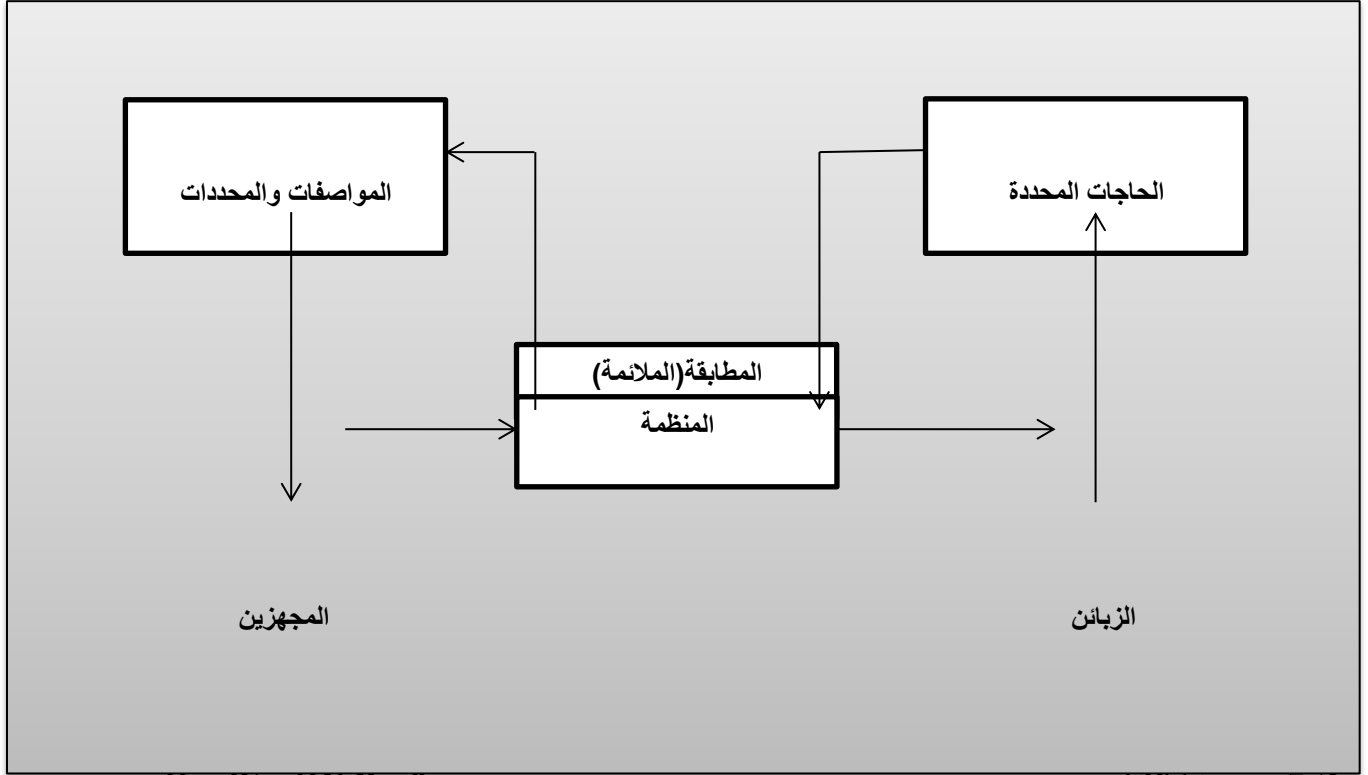 الحاجات المحددة
المواصفات والمحددات
المطابقة(الملائمة)
المنظمة
الزبائن
المجهزين